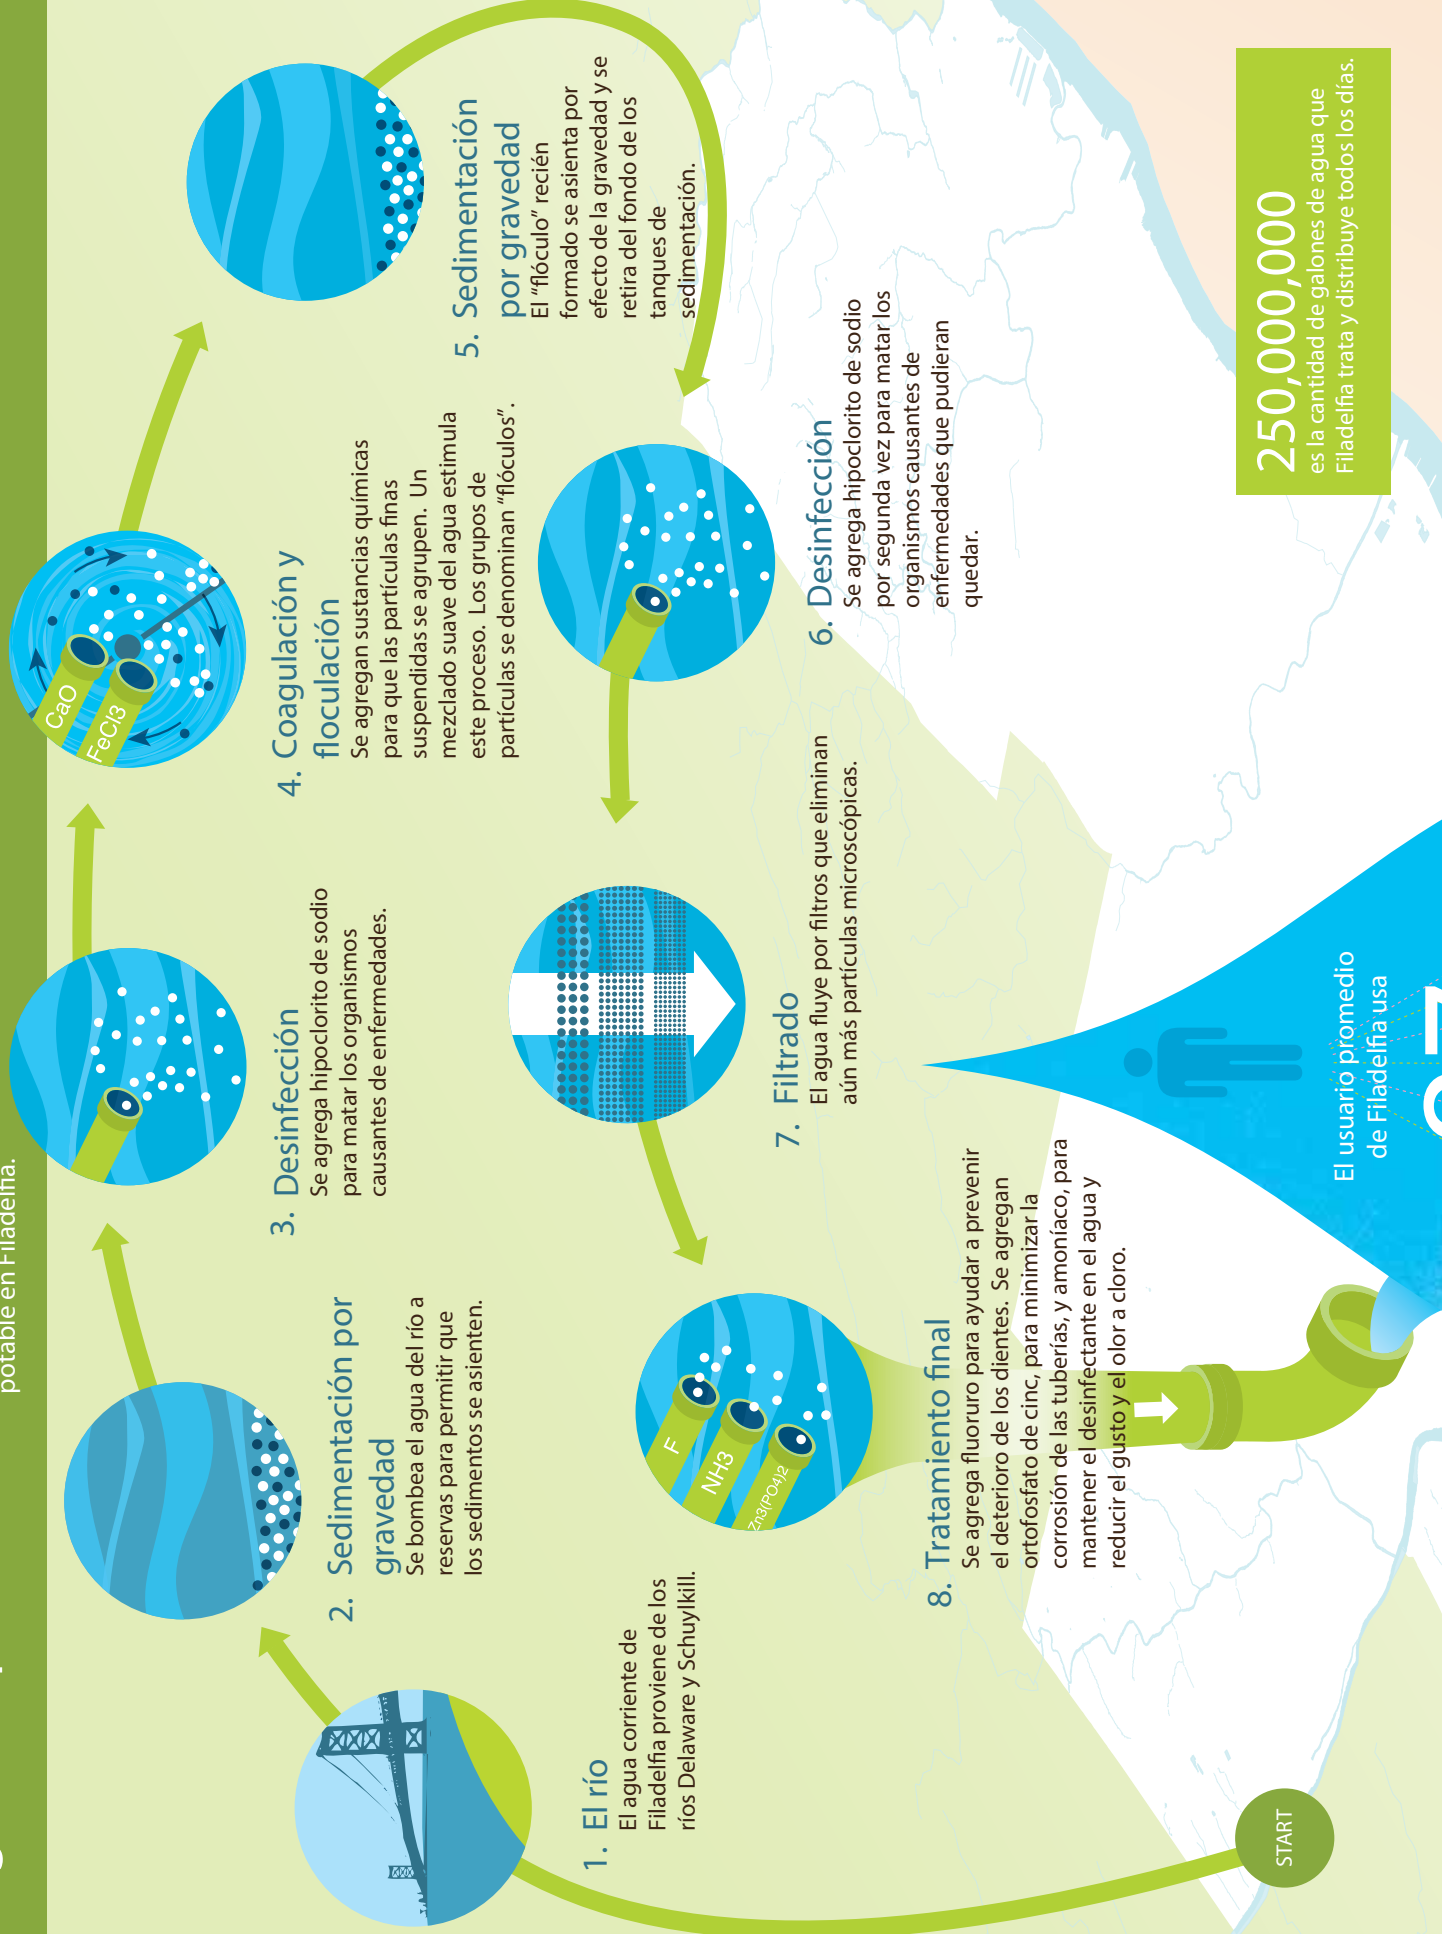 potable en Filadelfia.
START
1. El río
El agua corriente de
Filadelfia proviene de los
ríos Delaware y Schuylkill.
2. Sedimentación por
gravedad
Se bombea el agua del río a
reservas para permitir que
los sedimentos se asienten.
3. Desinfección
Se agrega hipoclorito de sodio
para matar los organismos
causantes de enfermedades.
CaO
FeCl3
4. Coagulación y
floculación
Se agregan sustancias químicas
para que las partículas finas
suspendidas se agrupen. Un
mezclado suave del agua estimula
este proceso. Los grupos de
partículas se denominan “flóculos”.
5. Sedimentación
por gravedad
El “flóculo” recién
formado se asienta por
efecto de la gravedad y se
retira del fondo de los
tanques de
sedimentación.
6. Desinfección
Se agrega hipoclorito de sodio
por segunda vez para matar los
organismos causantes de
enfermedades que pudieran
quedar.
7. Filtrado
El agua fluye por filtros que eliminan
aún más partículas microscópicas.
F
NH3
Zn3(PO4)2
8. Tratamiento final
Se agrega fluoruro para ayudar a prevenir
el deterioro de los dientes. Se agregan
ortofosfato de cinc, para minimizar la
corrosión de las tuberías, y amoníaco, para
mantener el desinfectante en el agua y
reducir el gusto y el olor a cloro.
El usuario promedio
de Filadelfia usa
250,000,000
es la cantidad de galones de agua que
Filadelfia trata y distribuye todos los días.